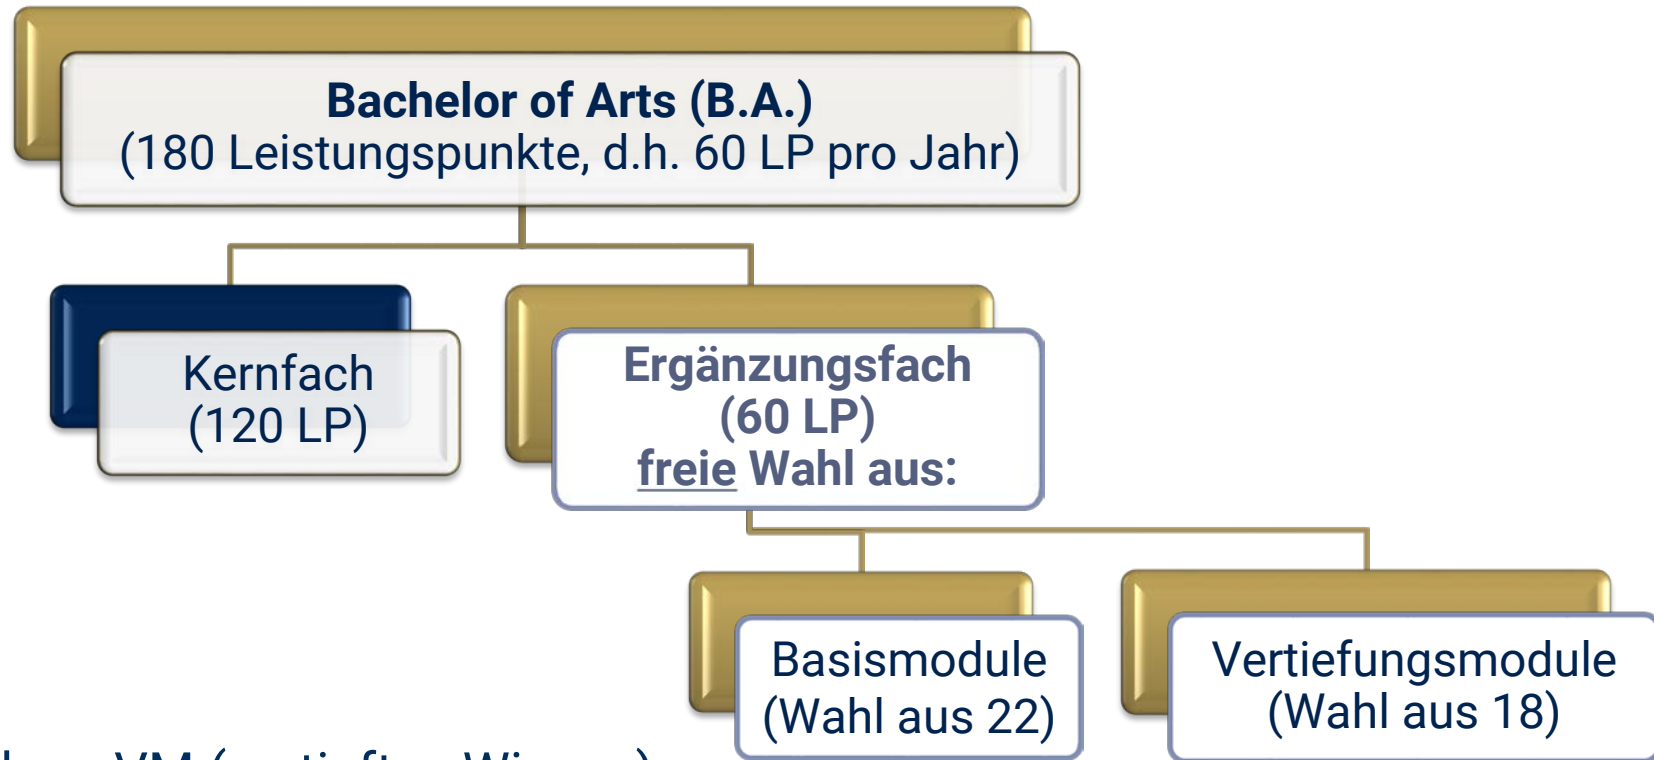 Bachelor of Arts (B.A.)
(180 Leistungspunkte, d.h. 60 LP pro Jahr)
Kernfach
(120 LP)
Ergänzungsfach
(60 LP)
freie Wahl aus:
Basismodule
(Wahl aus 22)
Vertiefungsmodule
(Wahl aus 18)
VM